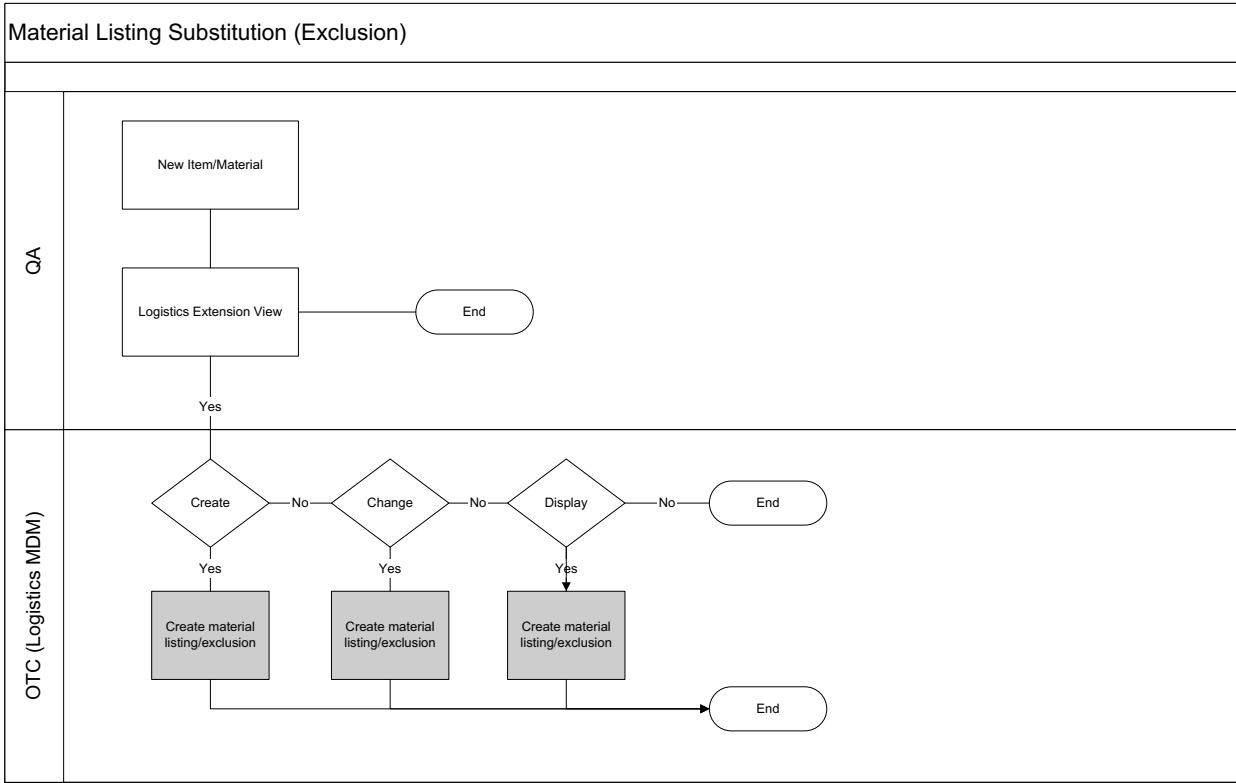 Material Listing Substitution (Exclusion)
QA
New Item/Material
Logistics Extension View
End
Yes
OTC (Logistics MDM)
Create
No
Change
No
Display
No
End
Yes
Yes
Yes
Create material
listing/exclusion
Create material
listing/exclusion
Create material
listing/exclusion
End